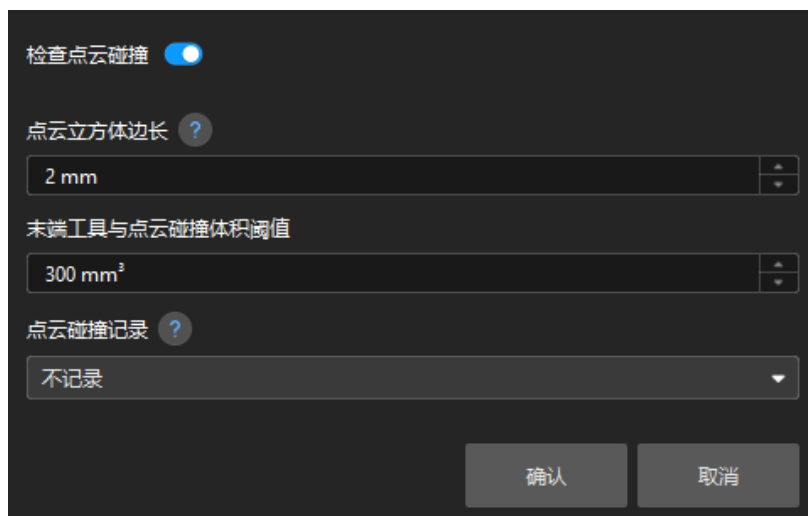 检查点云碰撞
点云立方体边长 ?
2 mm
末端工具与点云碰撞体积阈值
300 mm³
点云碰撞记录 ?
不记录
确认 取消